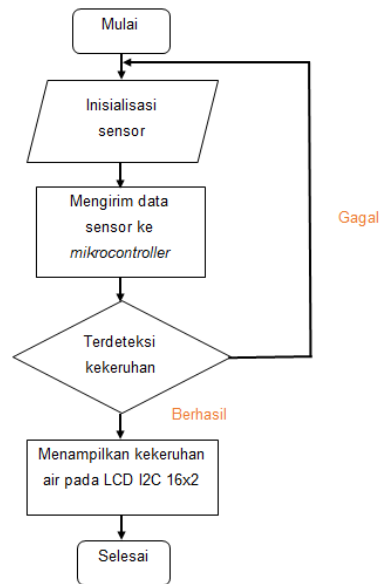 Mulai
Inisialisasi
sensor
Mengirim data
sensor ke
mikrocontroller
Gagal
Terdeteksi
kekeruhan
Berhasil
Menampilkan kekeruhan
air pada LCD I2C 16x2
Selesai